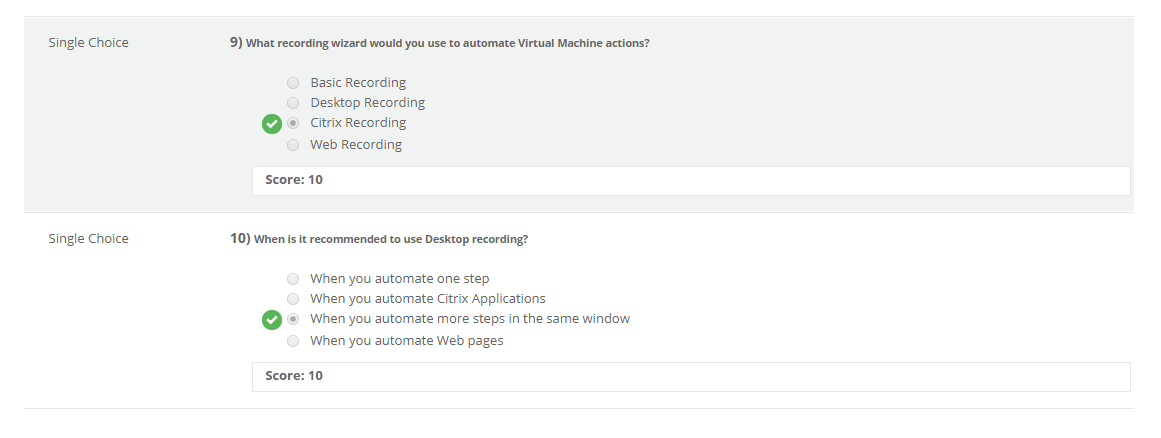 Single Choice
9) What recording wizard would you use to automate Virtual Machine actions?
Basic Recording
Desktop Recording
Citrix Recording
Web Recording
Score: 10
Single Choice
10) When is it recommended to use Desktop recording?
When you automate one step
When you automate Citrix Applications
When you automate more steps in the same window
When you automate Web pages
Score: 10